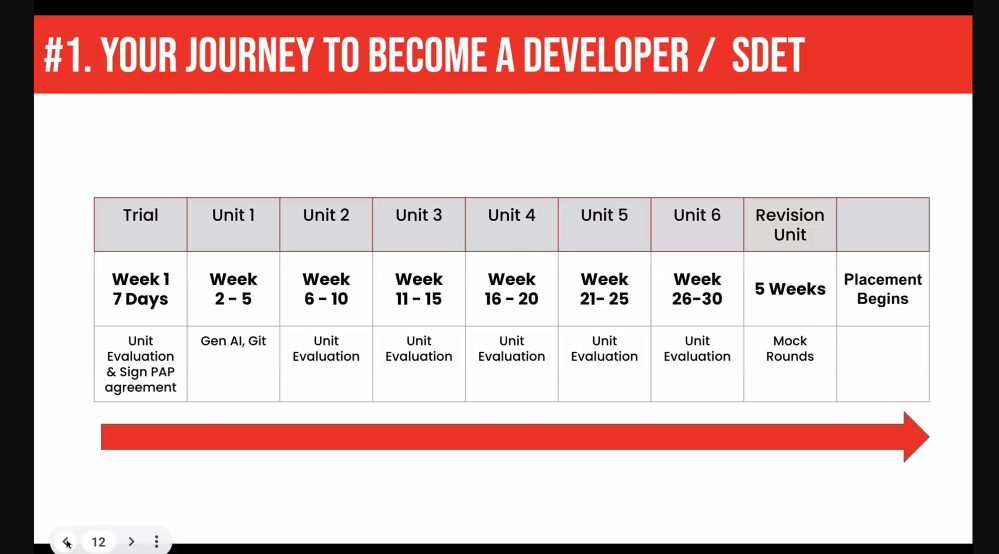 #1. YOUR JOURNEY TO BECOME A DEVELOPER / SDET
Trial
Unit 1
Unit 2
Unit 3
Unit 4
Unit 5
Unit 6
Revision
Unit
Week 1
7 Days
Week
2 - 5
Week
6 - 10
Week
11 - 15
Week
16 - 20
Week
21- 25
Week
26-30
5 Weeks
Placement
Begins
Unit
Evaluation
& Sign PAP
agreement
Gen AI, Git
Unit
Evaluation
Unit
Evaluation
Unit
Evaluation
Unit
Evaluation
Unit
Evaluation
Mock
Rounds
12